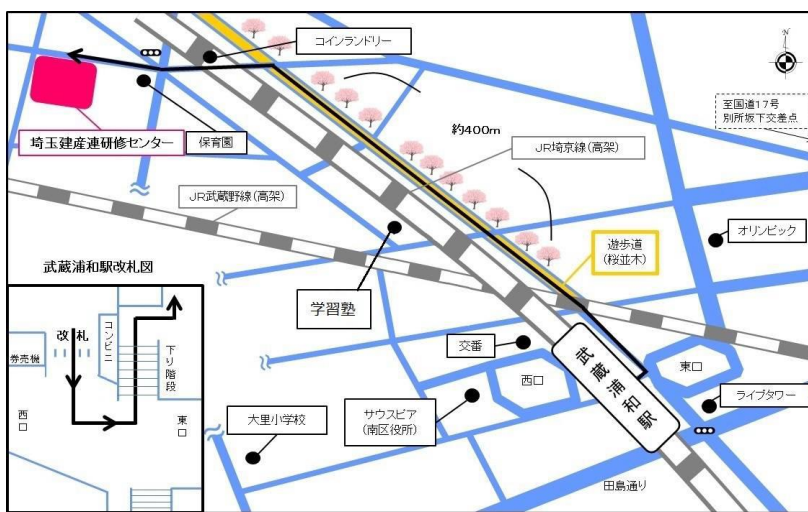 コインランドリー
N
至国道17号
別所坂下交差点
埼玉建産連研修センター
保育園
約400m
JR埼京線(高架)
JR武蔵野線(高架)
オリンピック
遊歩道
(桜並木)
学習塾
武蔵浦和駅改札図
改札
コンビニ
券売機
下り階段
西口
東口
交番
西口
武蔵浦和駅
東口
大里小学校
サウスピア
(南区役所)
ライブタワー
田島通り